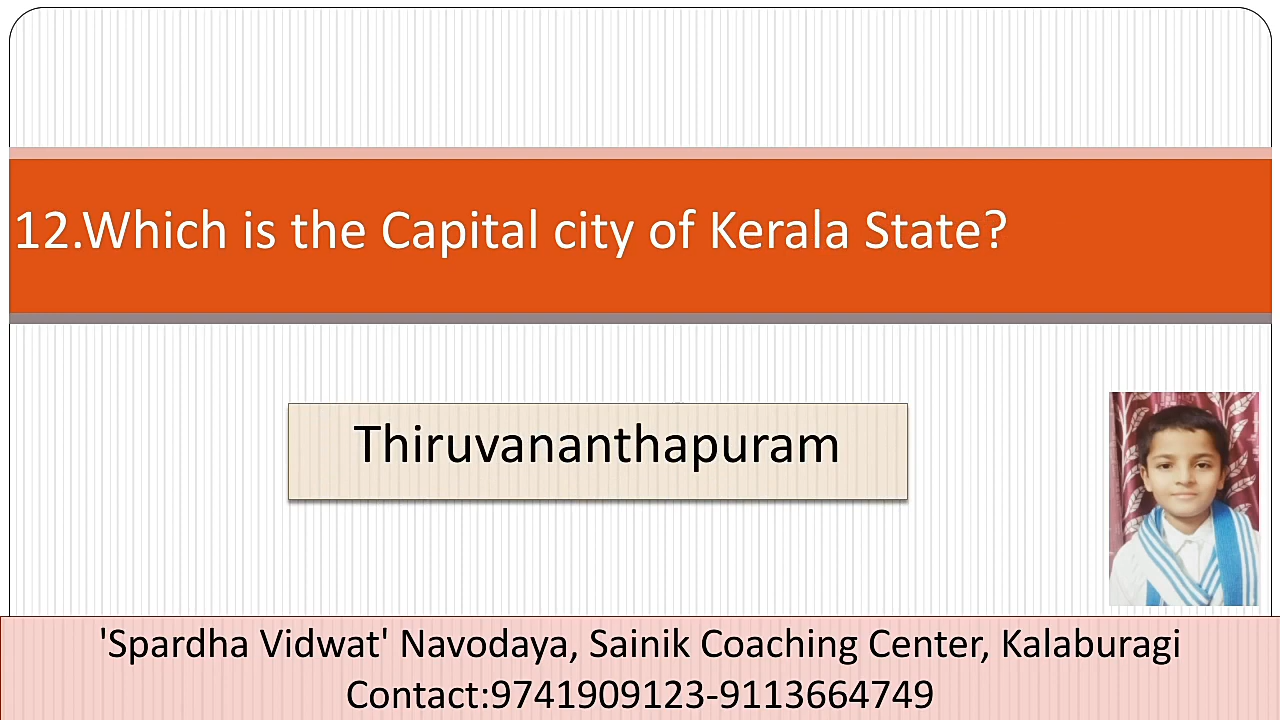 12.Which is the Capital city of Kerala State?
Thiruvananthapuram
'Spardha Vidwat' Navodaya, Sainik Coaching Center, Kalaburagi
Contact:9741909123-9113664749